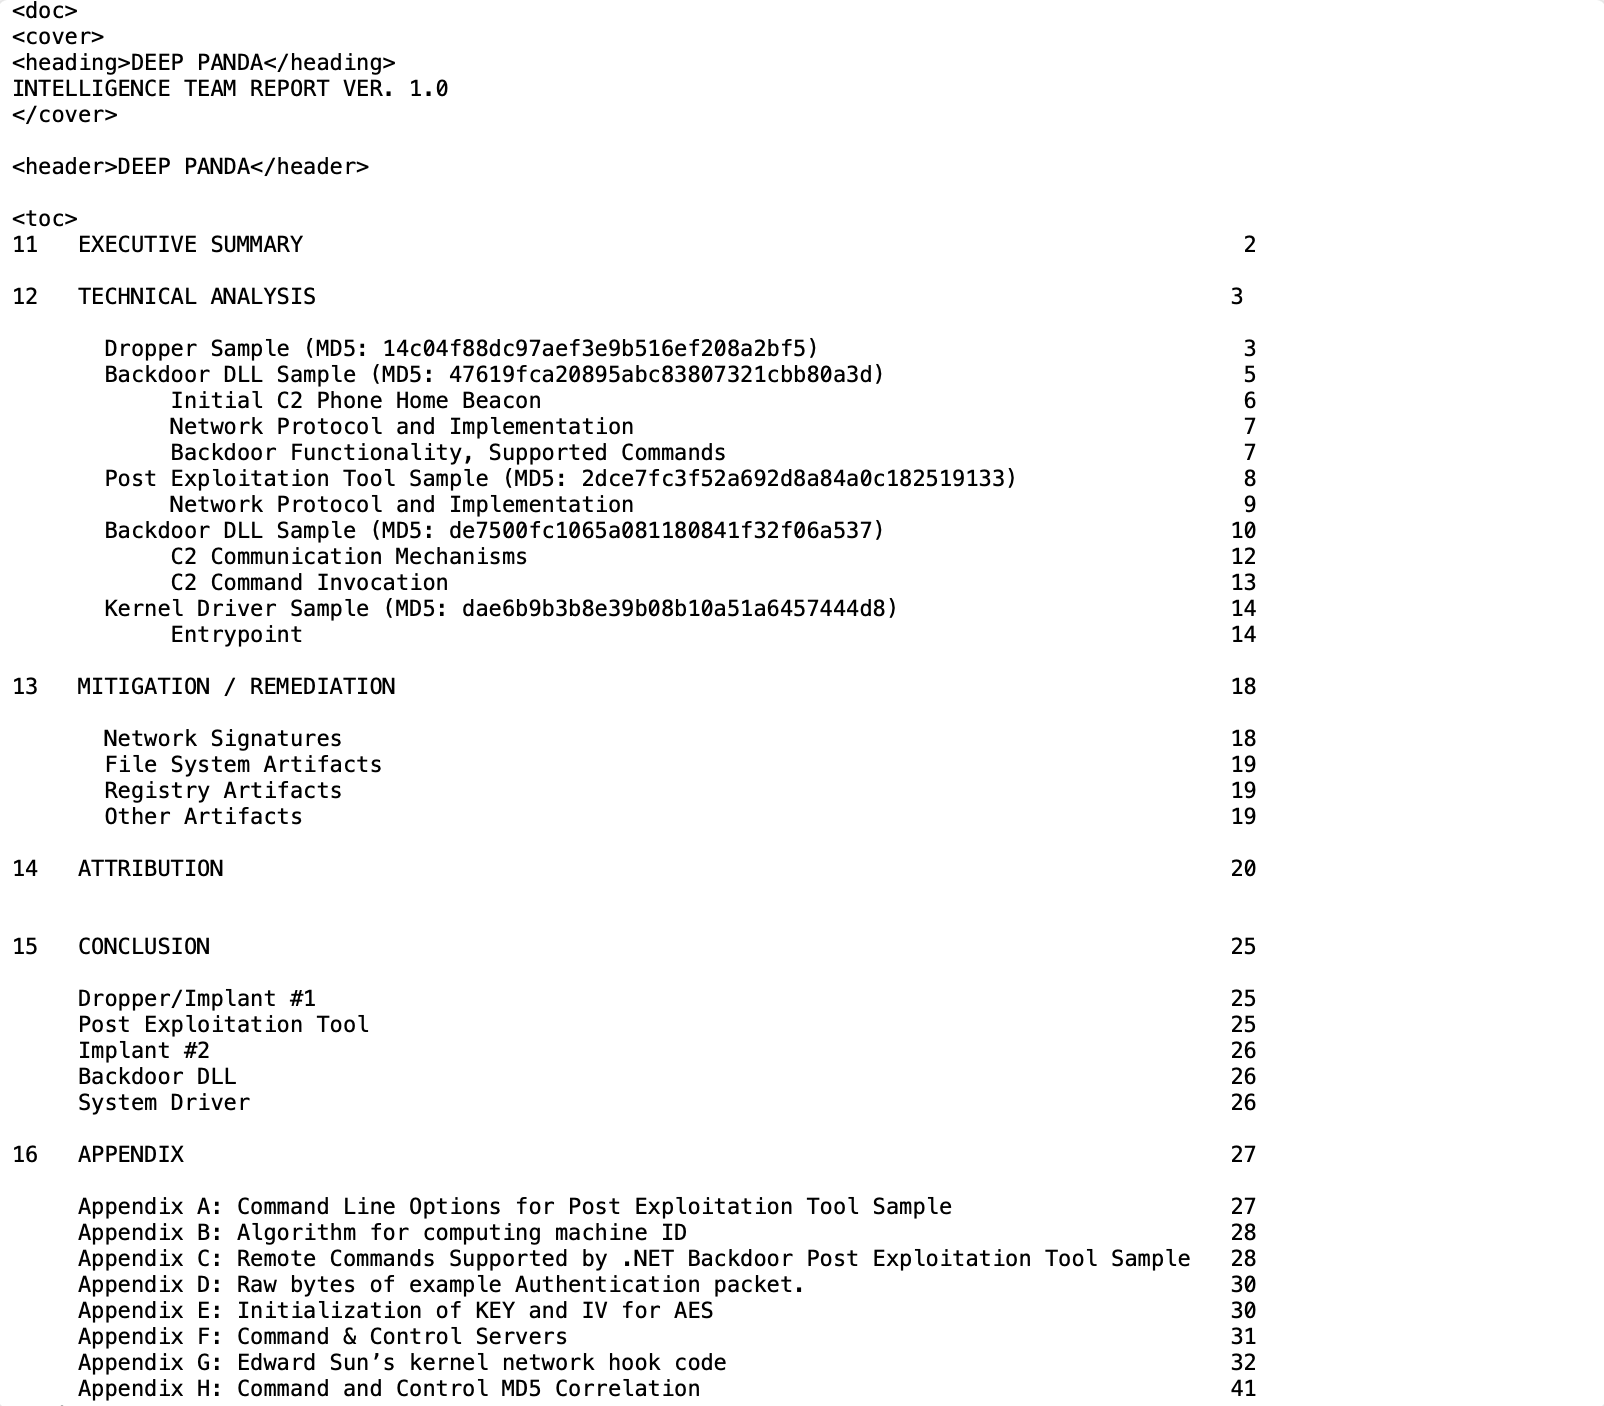 <doc>
<cover>
<heading>DEEP PANDA</heading>
INTELLIGENCE TEAM REPORT VER. 1.0
</cover>
<header>DEEP PANDA</header>
<toc>
11 EXECUTIVE SUMMARY 2
12 TECHNICAL ANALYSIS 3
Dropper Sample (MD5: 14c04f88dc97aef3e9b516ef208a2bf5) 3
Backdoor DLL Sample (MD5: 47619fca20895abc83807321cbb80a3d) 5
Initial C2 Phone Home Beacon 6
Network Protocol and Implementation 7
Backdoor Functionality, Supported Commands 7
Post Exploitation Tool Sample (MD5: 2dce7fc3f52a692d8a84a0c182519133) 8
Network Protocol and Implementation 9
Backdoor DLL Sample (MD5: de7500fc1065a081180841f32f06a537) 10
C2 Communication Mechanisms 12
C2 Command Invocation 13
Kernel Driver Sample (MD5: dae6b9b3b8e39b08b10a51a6457444d8) 14
Entrypoint 14
13 MITIGATION / REMEDIATION 18
Network Signatures 18
File System Artifacts 19
Registry Artifacts 19
Other Artifacts 19
14 ATTRIBUTION 20
15 CONCLUSION 25
Dropper/Implant #1 25
Post Exploitation Tool 25
Implant #2 26
Backdoor DLL 26
System Driver 26
16 APPENDIX 27
Appendix A: Command Line Options for Post Exploitation Tool Sample 27
Appendix B: Algorithm for computing machine ID 28
Appendix C: Remote Commands Supported by .NET Backdoor Post Exploitation Tool Sample 28
Appendix D: Raw bytes of example Authentication packet. 30
Appendix E: Initialization of KEY and IV for AES 30
Appendix F: Command & Control Servers 31
Appendix G: Edward Sun’s kernel network hook code 32
Appendix H: Command and Control MD5 Correlation 41